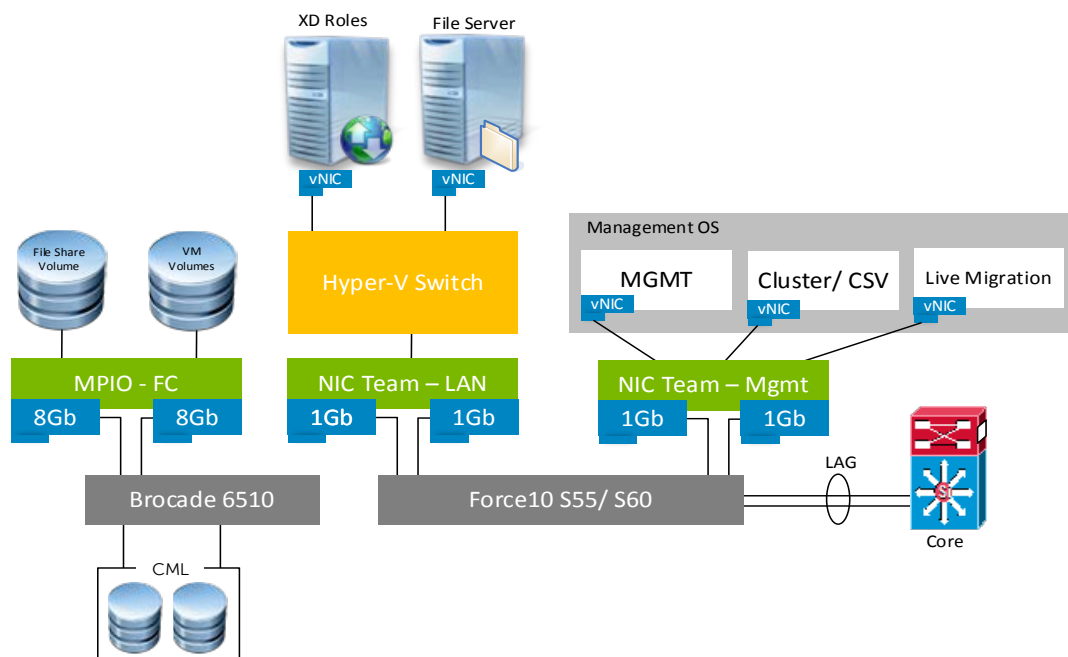 XD Roles
File Server
vNIC
vNIC
File Share
Volume
VM
Volumes
Hyper-V Switch
Management OS
MGMT
Cluster/ CSV
Live Migration
vNIC
vNIC
vNIC
MPIO - FC
NIC Team – LAN
NIC Team – Mgmt
8Gb
8Gb
1Gb
1Gb
1Gb
1Gb
Brocade 6510
Force10 S55/ S60
LAG
Si
Core
CML